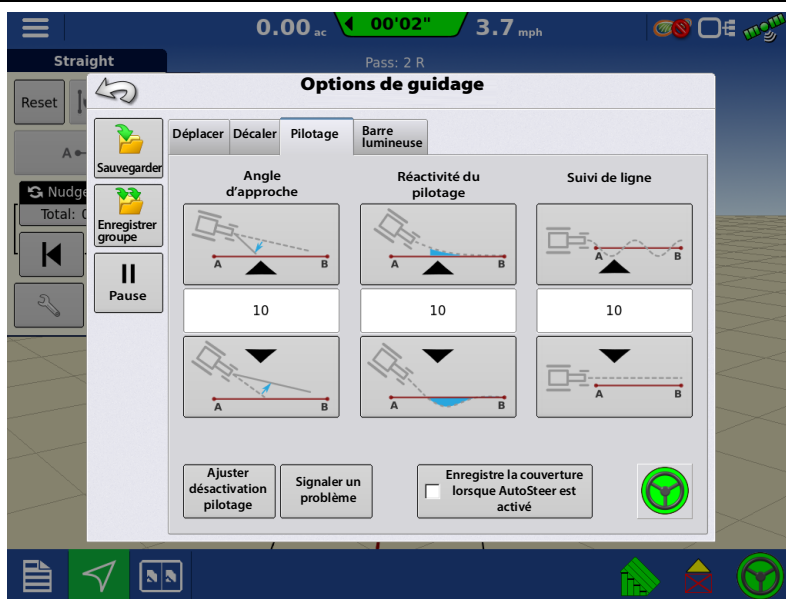 0.00 ac
00'02"
3.7 mph
Straight
Pass: 2 R
Options de guidage
Reset
A
Nudge
Total:
Sauvegarder
Enregistrer
groupe
Pause
Déplacer
Décaler
Pilotage
Barre
lumineuse
Angle
d'approche
Réactivité du
pilotage
Suivi de ligne
A B
A B
A B
10
10
10
A B
A B
A B
Ajuster
désactivation
pilotage
Signaler un
problème
Enregistre la couverture
lorsque AutoSteer est
activé